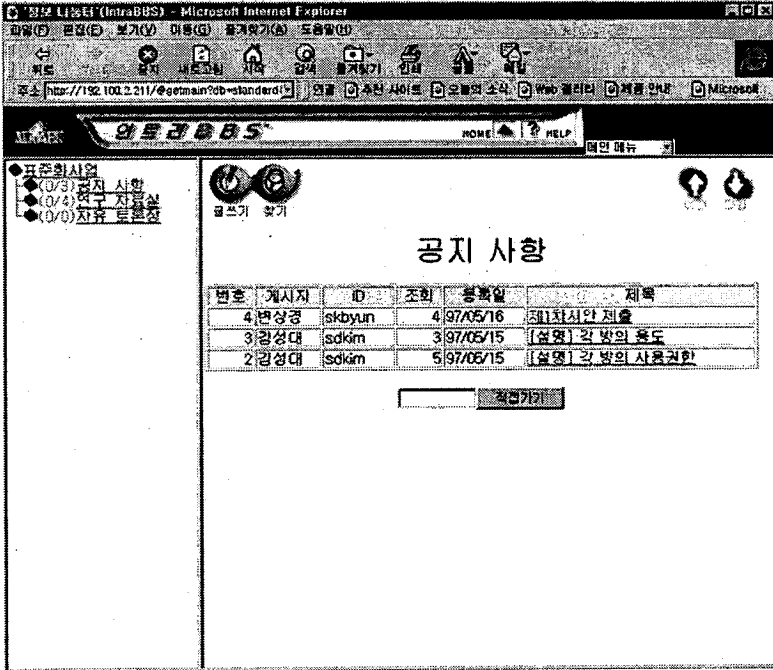 '정보 나눔터'(IntraBBS) - Microsoft Internet Explorer
파일(F) 편집(E) 보기(V) 이동(G) 즐겨찾기(A) 도움말(H)
뒤로 중지 새로고침 시작 검색 즐겨찾기 인쇄 글꼴 메일
주소 http://192.100.2.211/@getmain?db=standard( 연결 추천 사이트 오늘의 소식 Web 갤러리 제품 안내 Microsoft
인트라BBS HOME HELP
메인 메뉴
표준화사업
(0/3)공지 사항
(0/4)연구 자료실
(0/0)자유 토론장
글쓰기 찾기
공지 사항
번호 게시자 ID 조회 등록일 제목
4 변상경 skbyun 4 97/05/16 제1차시안 제출
3 김성대 sdkim 3 97/05/15 [설명] 각 방의 용도
2 김성대 sdkim 5 97/05/15 [설명] 각 방의 사용권한
직접가기